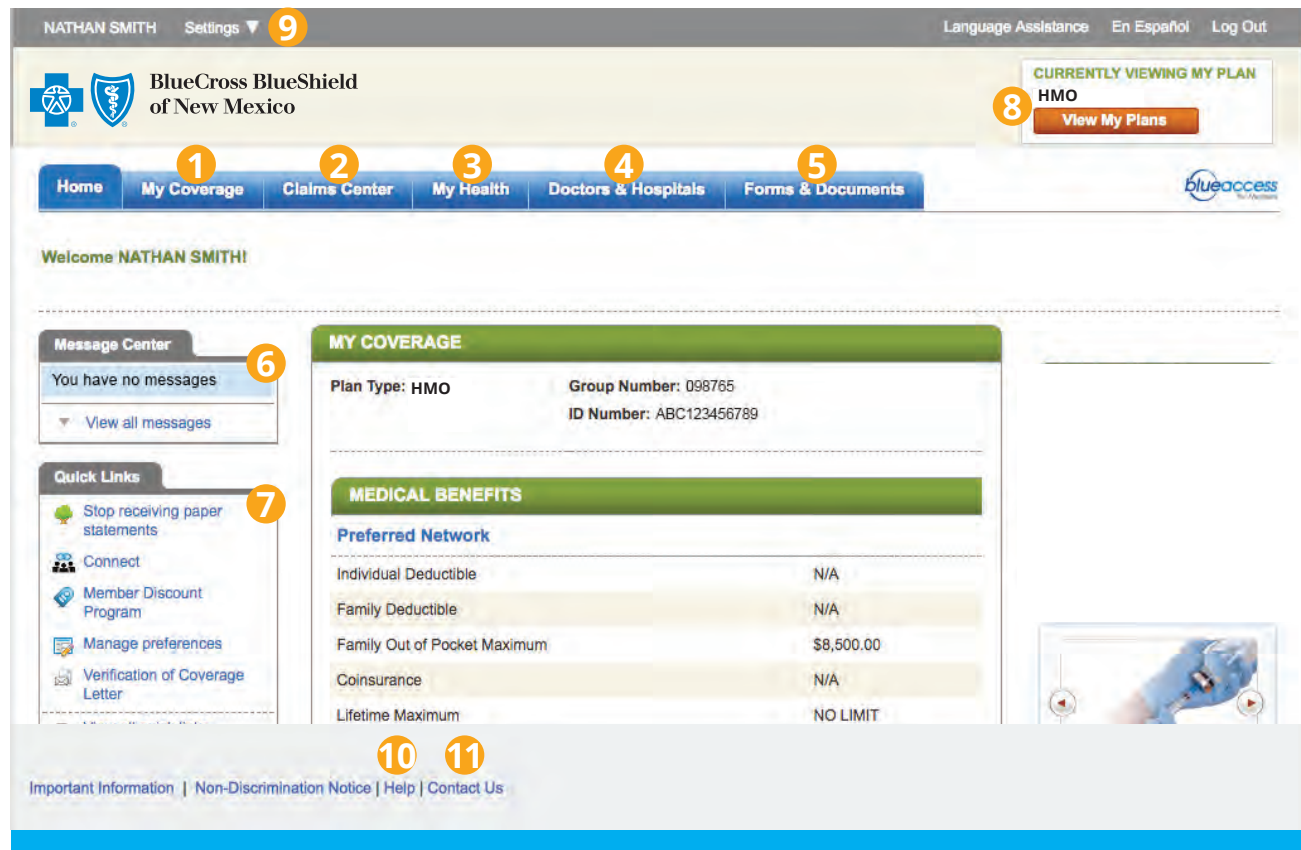 NATHAN SMITH Settings ▼ 9 Language Assistance En Español Log Out
BlueCross BlueShield
of New Mexico
CURRENTLY VIEWING MY PLAN
HMO
8 View My Plans
1 2 3 4 5
Home My Coverage Claims Center My Health Doctors & Hospitals Forms & Documents
blueaccess
Welcome NATHAN SMITH!
Message Center
6
You have no messages
View all messages
Quick Links
7
Stop receiving paper
statements
Connect
Member Discount
Program
Manage preferences
Verification of Coverage
Letter
MY COVERAGE
Plan Type: HMO Group Number: 098765
ID Number: ABC123456789
MEDICAL BENEFITS
Preferred Network
Individual Deductible N/A
Family Deductible N/A
Family Out of Pocket Maximum $8,500.00
Coinsurance N/A
Lifetime Maximum NO LIMIT
10 11
Important Information | Non-Discrimination Notice | Help | Contact Us